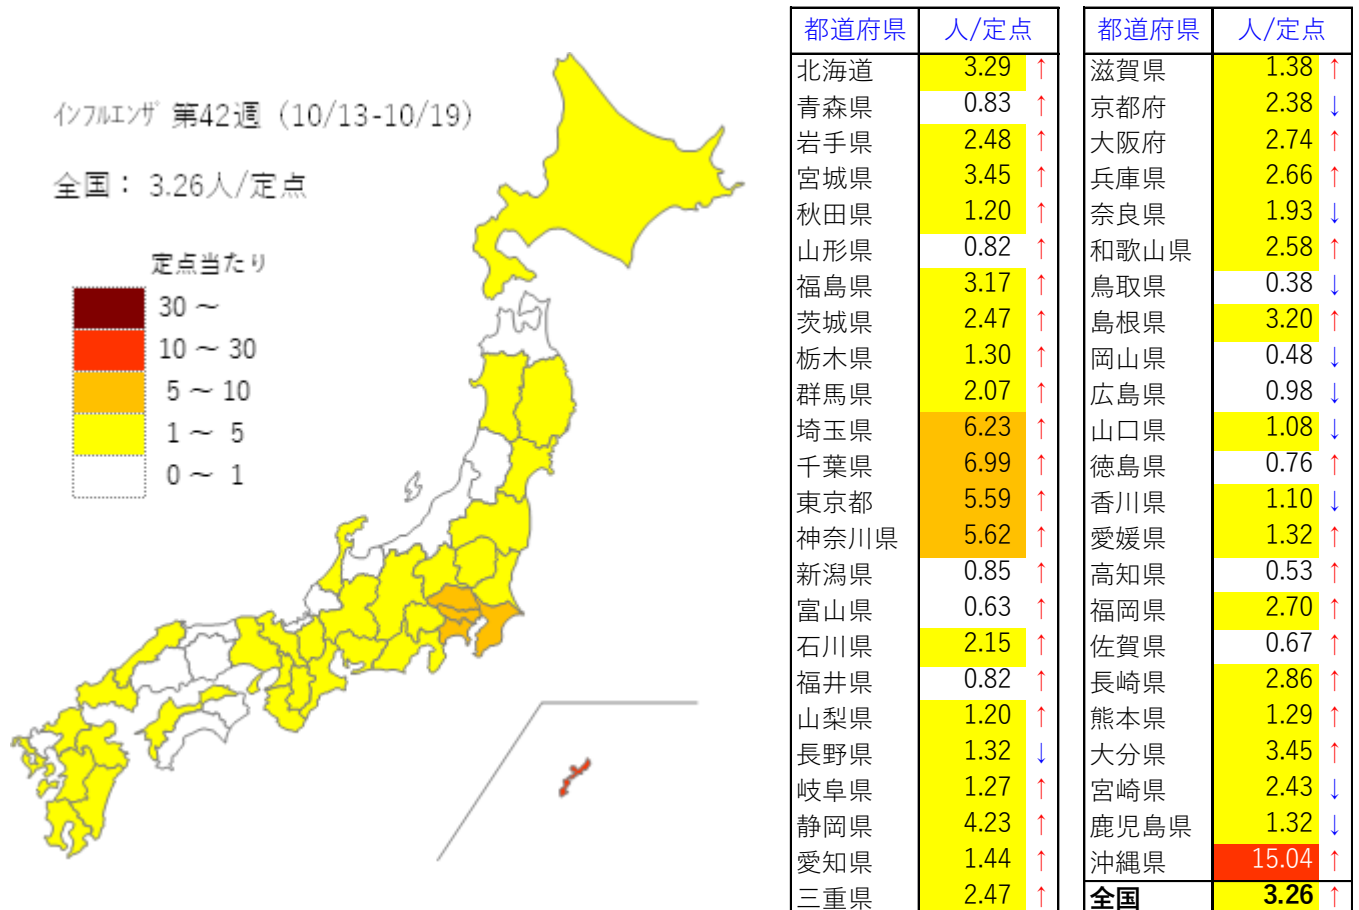 インフルエンザ 第42週（10/13-10/19）
全国： 3.26人/定点
定点当たり
30 ～
10 ～ 30
5 ～ 10
1 ～ 5
0 ～ 1
都道府県 人/定点
北海道 3.29 ↑
青森県 0.83 ↑
岩手県 2.48 ↑
宮城県 3.45 ↑
秋田県 1.20 ↑
山形県 0.82 ↑
福島県 3.17 ↑
茨城県 2.47 ↑
栃木県 1.30 ↑
群馬県 2.07 ↑
埼玉県 6.23 ↑
千葉県 6.99 ↑
東京都 5.59 ↑
神奈川県 5.62 ↑
新潟県 0.85 ↑
富山県 0.63 ↑
石川県 2.15 ↑
福井県 0.82 ↑
山梨県 1.20 ↑
長野県 1.32 ↓
岐阜県 1.27 ↑
静岡県 4.23 ↑
愛知県 1.44 ↑
三重県 2.47 ↑
都道府県 人/定点
滋賀県 1.38 ↑
京都府 2.38 ↓
大阪府 2.74 ↑
兵庫県 2.66 ↑
奈良県 1.93 ↓
和歌山県 2.58 ↑
鳥取県 0.38 ↓
島根県 3.20 ↑
岡山県 0.48 ↓
広島県 0.98 ↓
山口県 1.08 ↓
徳島県 0.76 ↑
香川県 1.10 ↓
愛媛県 1.32 ↑
高知県 0.53 ↑
福岡県 2.70 ↑
佐賀県 0.67 ↑
長崎県 2.86 ↑
熊本県 1.29 ↑
大分県 3.45 ↑
宮崎県 2.43 ↓
鹿児島県 1.32 ↓
沖縄県 15.04 ↑
全国 3.26 ↑